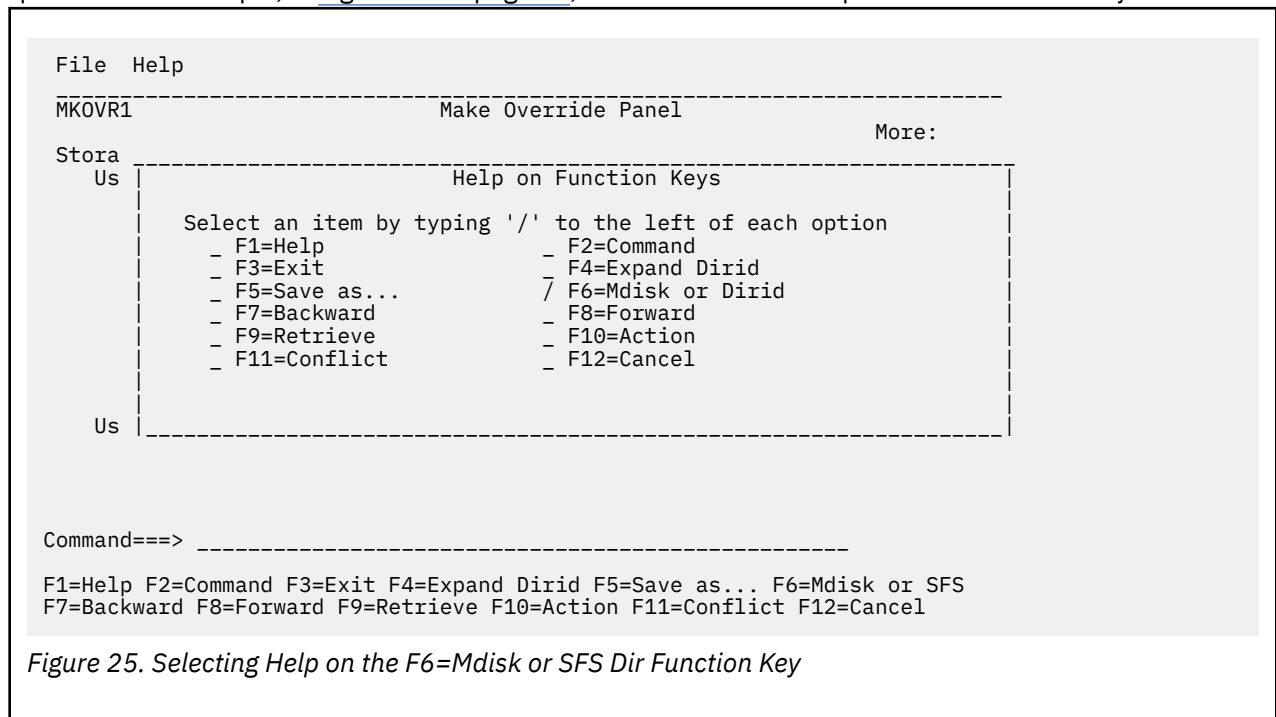 File Help
MKOVR1 Make Override Panel
More:
Stora
Us | Help on Function Keys |
Select an item by typing '/' to the left of each option
_ F1=Help _ F2=Command
_ F3=Exit _ F4=Expand Dirid
_ F5=Save as... / F6=Mdisk or Dirid
_ F7=Backward _ F8=Forward
_ F9=Retrieve _ F10=Action
_ F11=Conflict _ F12=Cancel
Us
Command===> ___________________________________________________
F1=Help F2=Command F3=Exit F4=Expand Dirid F5=Save as... F6=Mdisk or SFS
F7=Backward F8=Forward F9=Retrieve F10=Action F11=Conflict F12=Cancel
Figure 25. Selecting Help on the F6=Mdisk or SFS Dir Function Key